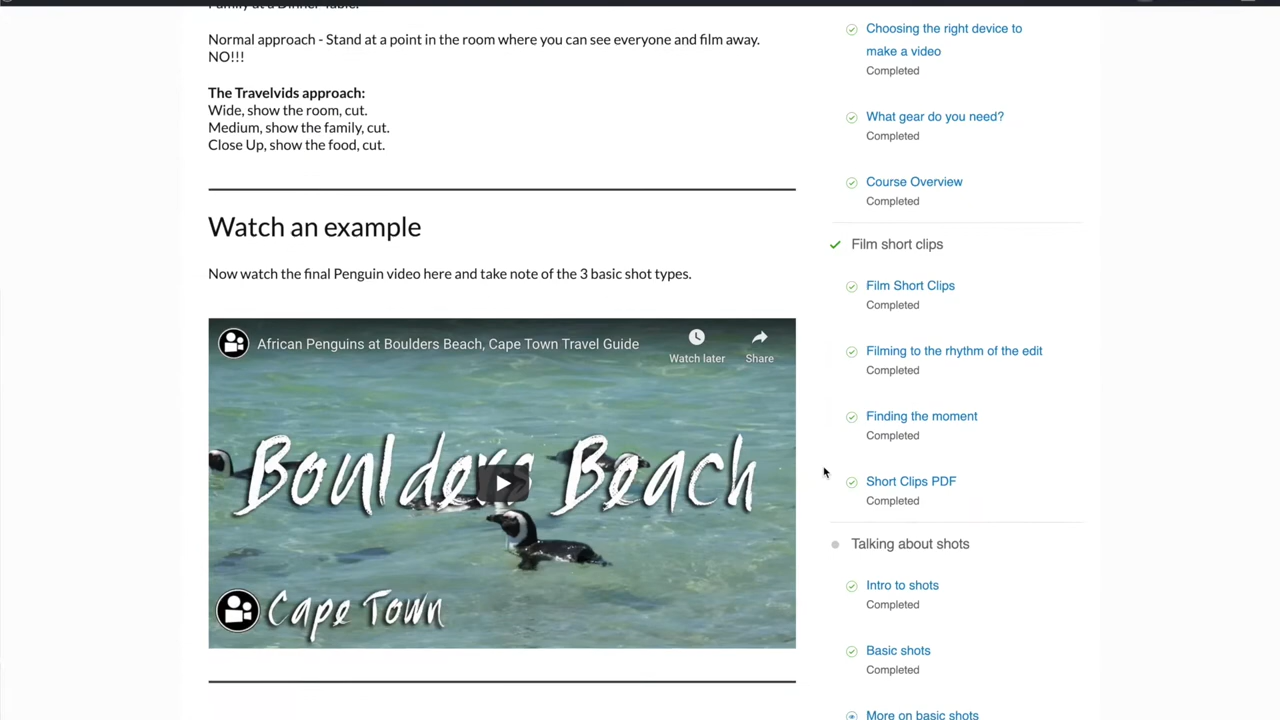 Family at a Dinner Table.
Normal approach - Stand at a point in the room where you can see everyone and film away.
NO!!!
The Travelvids approach:
Wide, show the room, cut.
Medium, show the family, cut.
Close Up, show the food, cut.
Watch an example
Now watch the final Penguin video here and take note of the 3 basic shot types.
African Penguins at Boulders Beach, Cape Town Travel Guide
Watch later
Share
Boulders Beach
Cape Town
Choosing the right device to
make a video
Completed
What gear do you need?
Completed
Course Overview
Completed
Film short clips
Film Short Clips
Completed
Filming to the rhythm of the edit
Completed
Finding the moment
Completed
Short Clips PDF
Completed
Talking about shots
Intro to shots
Completed
Basic shots
Completed
More on basic shots